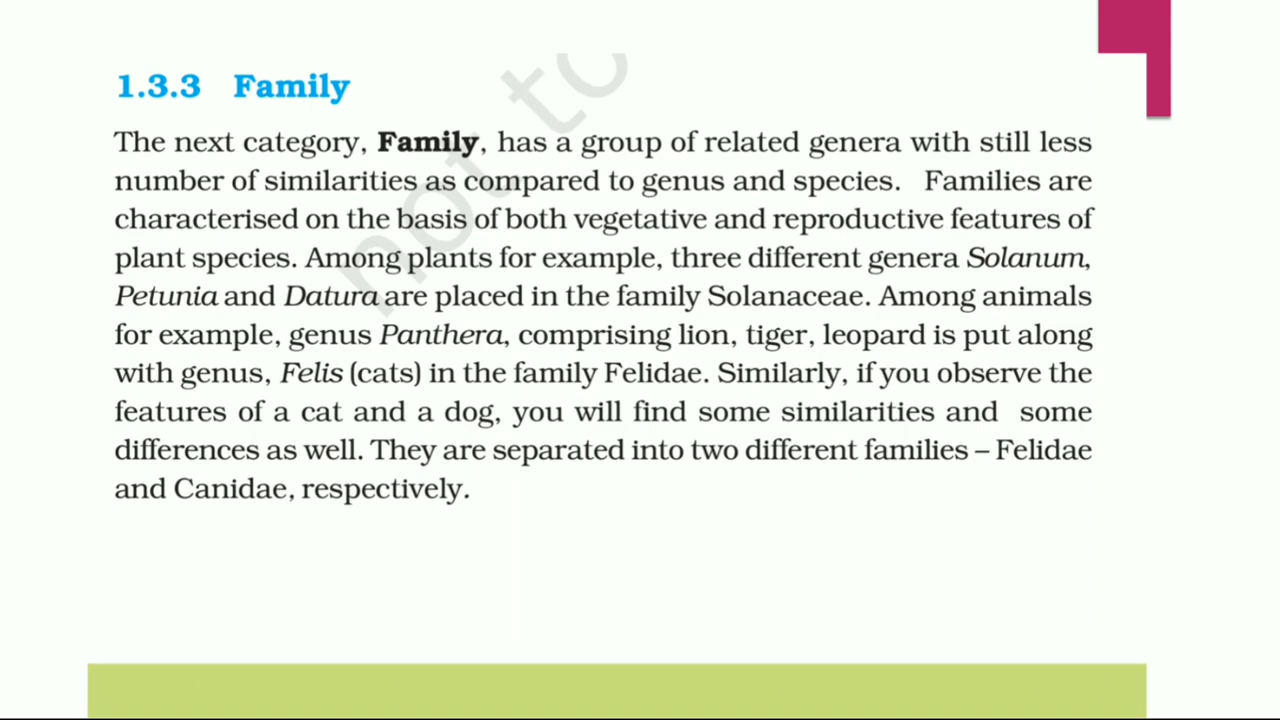 1.3.3 Family
The next category, Family, has a group of related genera with still less
number of similarities as compared to genus and species. Families are
characterised on the basis of both vegetative and reproductive features of
plant species. Among plants for example, three different genera Solanum,
Petunia and Datura are placed in the family Solanaceae. Among animals
for example, genus Panthera, comprising lion, tiger, leopard is put along
with genus, Felis (cats) in the family Felidae. Similarly, if you observe the
features of a cat and a dog, you will find some similarities and some
differences as well. They are separated into two different families – Felidae
and Canidae, respectively.
not to